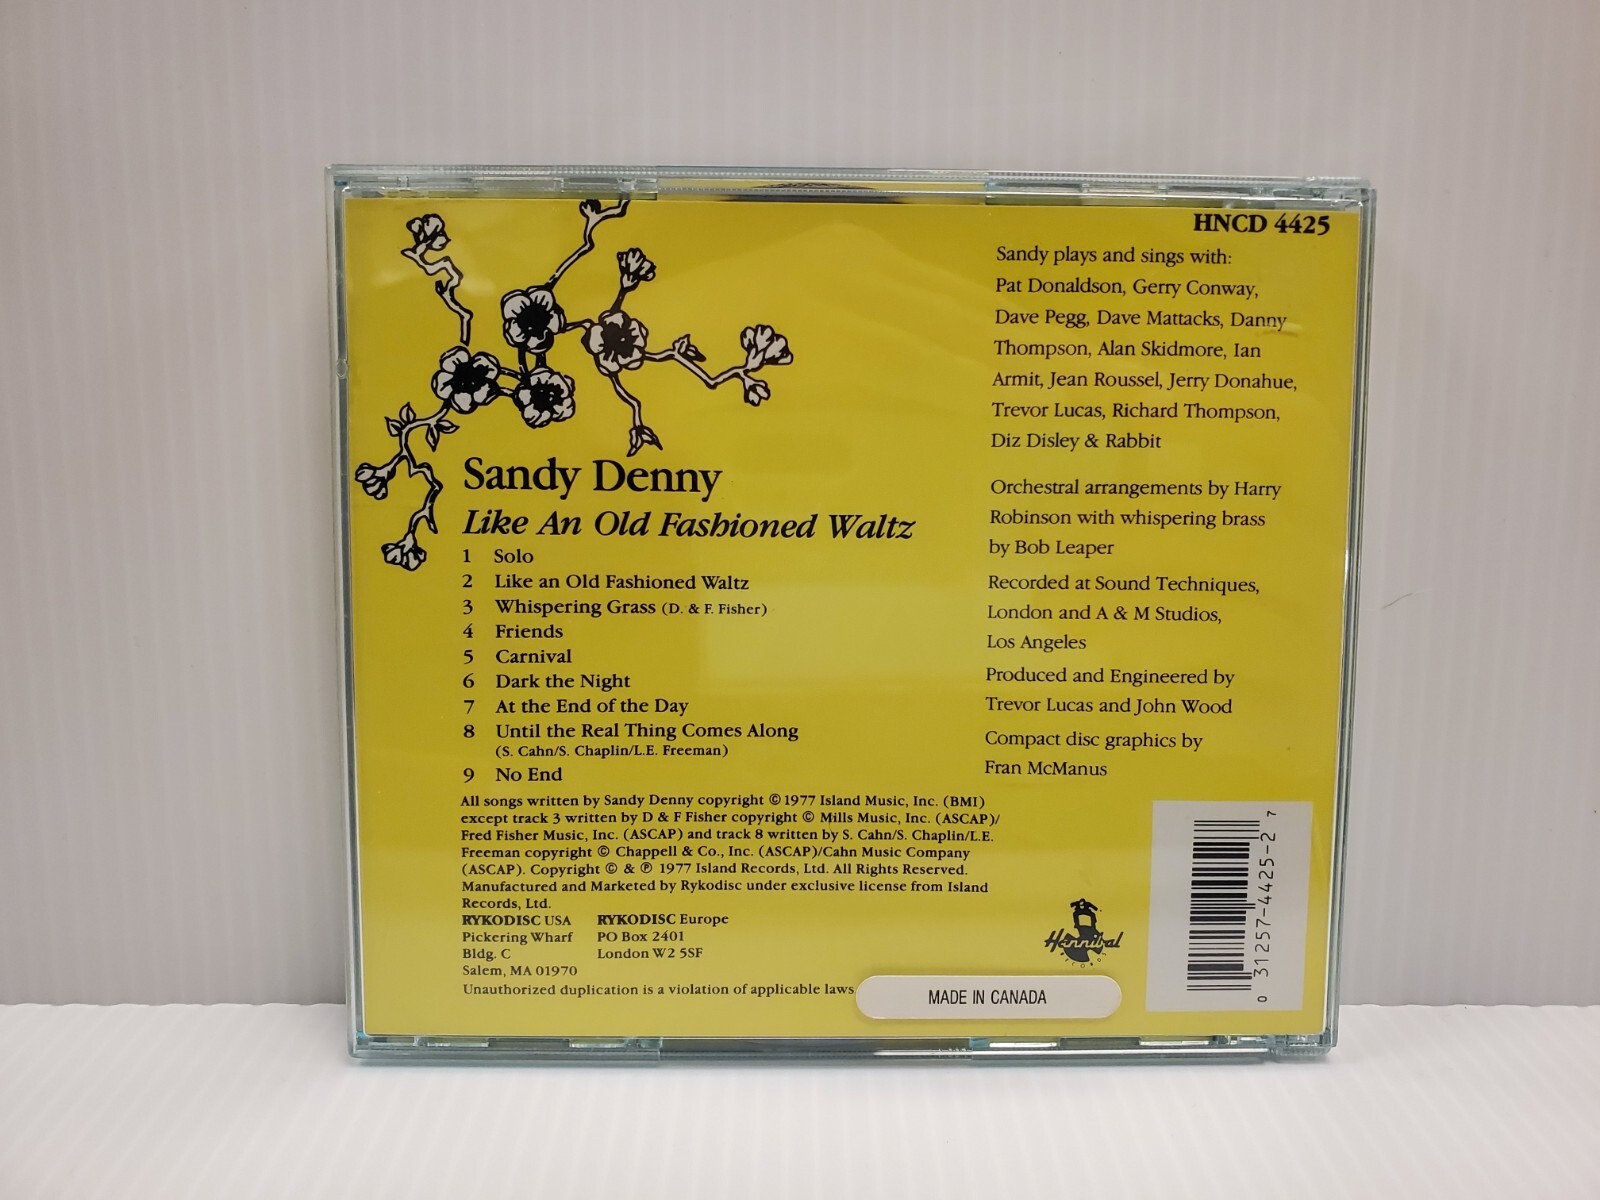 HNCD 4425
Sandy plays and sings with:
Pat Donaldson, Gerry Conway,
Dave Pegg, Dave Mattacks, Danny
Thompson, Alan Skidmore, Ian
Armit, Jean Roussel, Jerry Donahue,
Trevor Lucas, Richard Thompson,
Diz Disley & Rabbit
Orchestral arrangements by Harry
Robinson with whispering brass
by Bob Leaper
Recorded at Sound Techniques,
London and A & M Studios,
Los Angeles
Produced and Engineered by
Trevor Lucas and John Wood
Compact disc graphics by
Fran McManus
Sandy Denny
Like An Old Fashioned Waltz
1 Solo
2 Like an Old Fashioned Waltz
3 Whispering Grass (D. & F. Fisher)
4 Friends
5 Carnival
6 Dark the Night
7 At the End of the Day
8 Until the Real Thing Comes Along
(S. Cahn/S. Chaplin/L.E. Freeman)
9 No End
All songs written by Sandy Denny copyright © 1977 Island Music, Inc. (BMI)
except track 3 written by D & F Fisher copyright © Mills Music, Inc. (ASCAP)/
Fred Fisher Music, Inc. (ASCAP) and track 8 written by S. Cahn/S. Chaplin/L.E.
Freeman copyright © Chappell & Co., Inc. (ASCAP)/Cahn Music Company
(ASCAP). Copyright © & ℗ 1977 Island Records, Ltd. All Rights Reserved.
Manufactured and Marketed by Rykodisc under exclusive license from Island
Records, Ltd.
RYKODISC USA
Pickering Wharf
Bldg. C
Salem, MA 01970
RYKODISC Europe
PO Box 2401
London W2 5SF
Unauthorized duplication is a violation of applicable laws
Hannibal
RECORDS
MADE IN CANADA
0 31257-4425-2 7